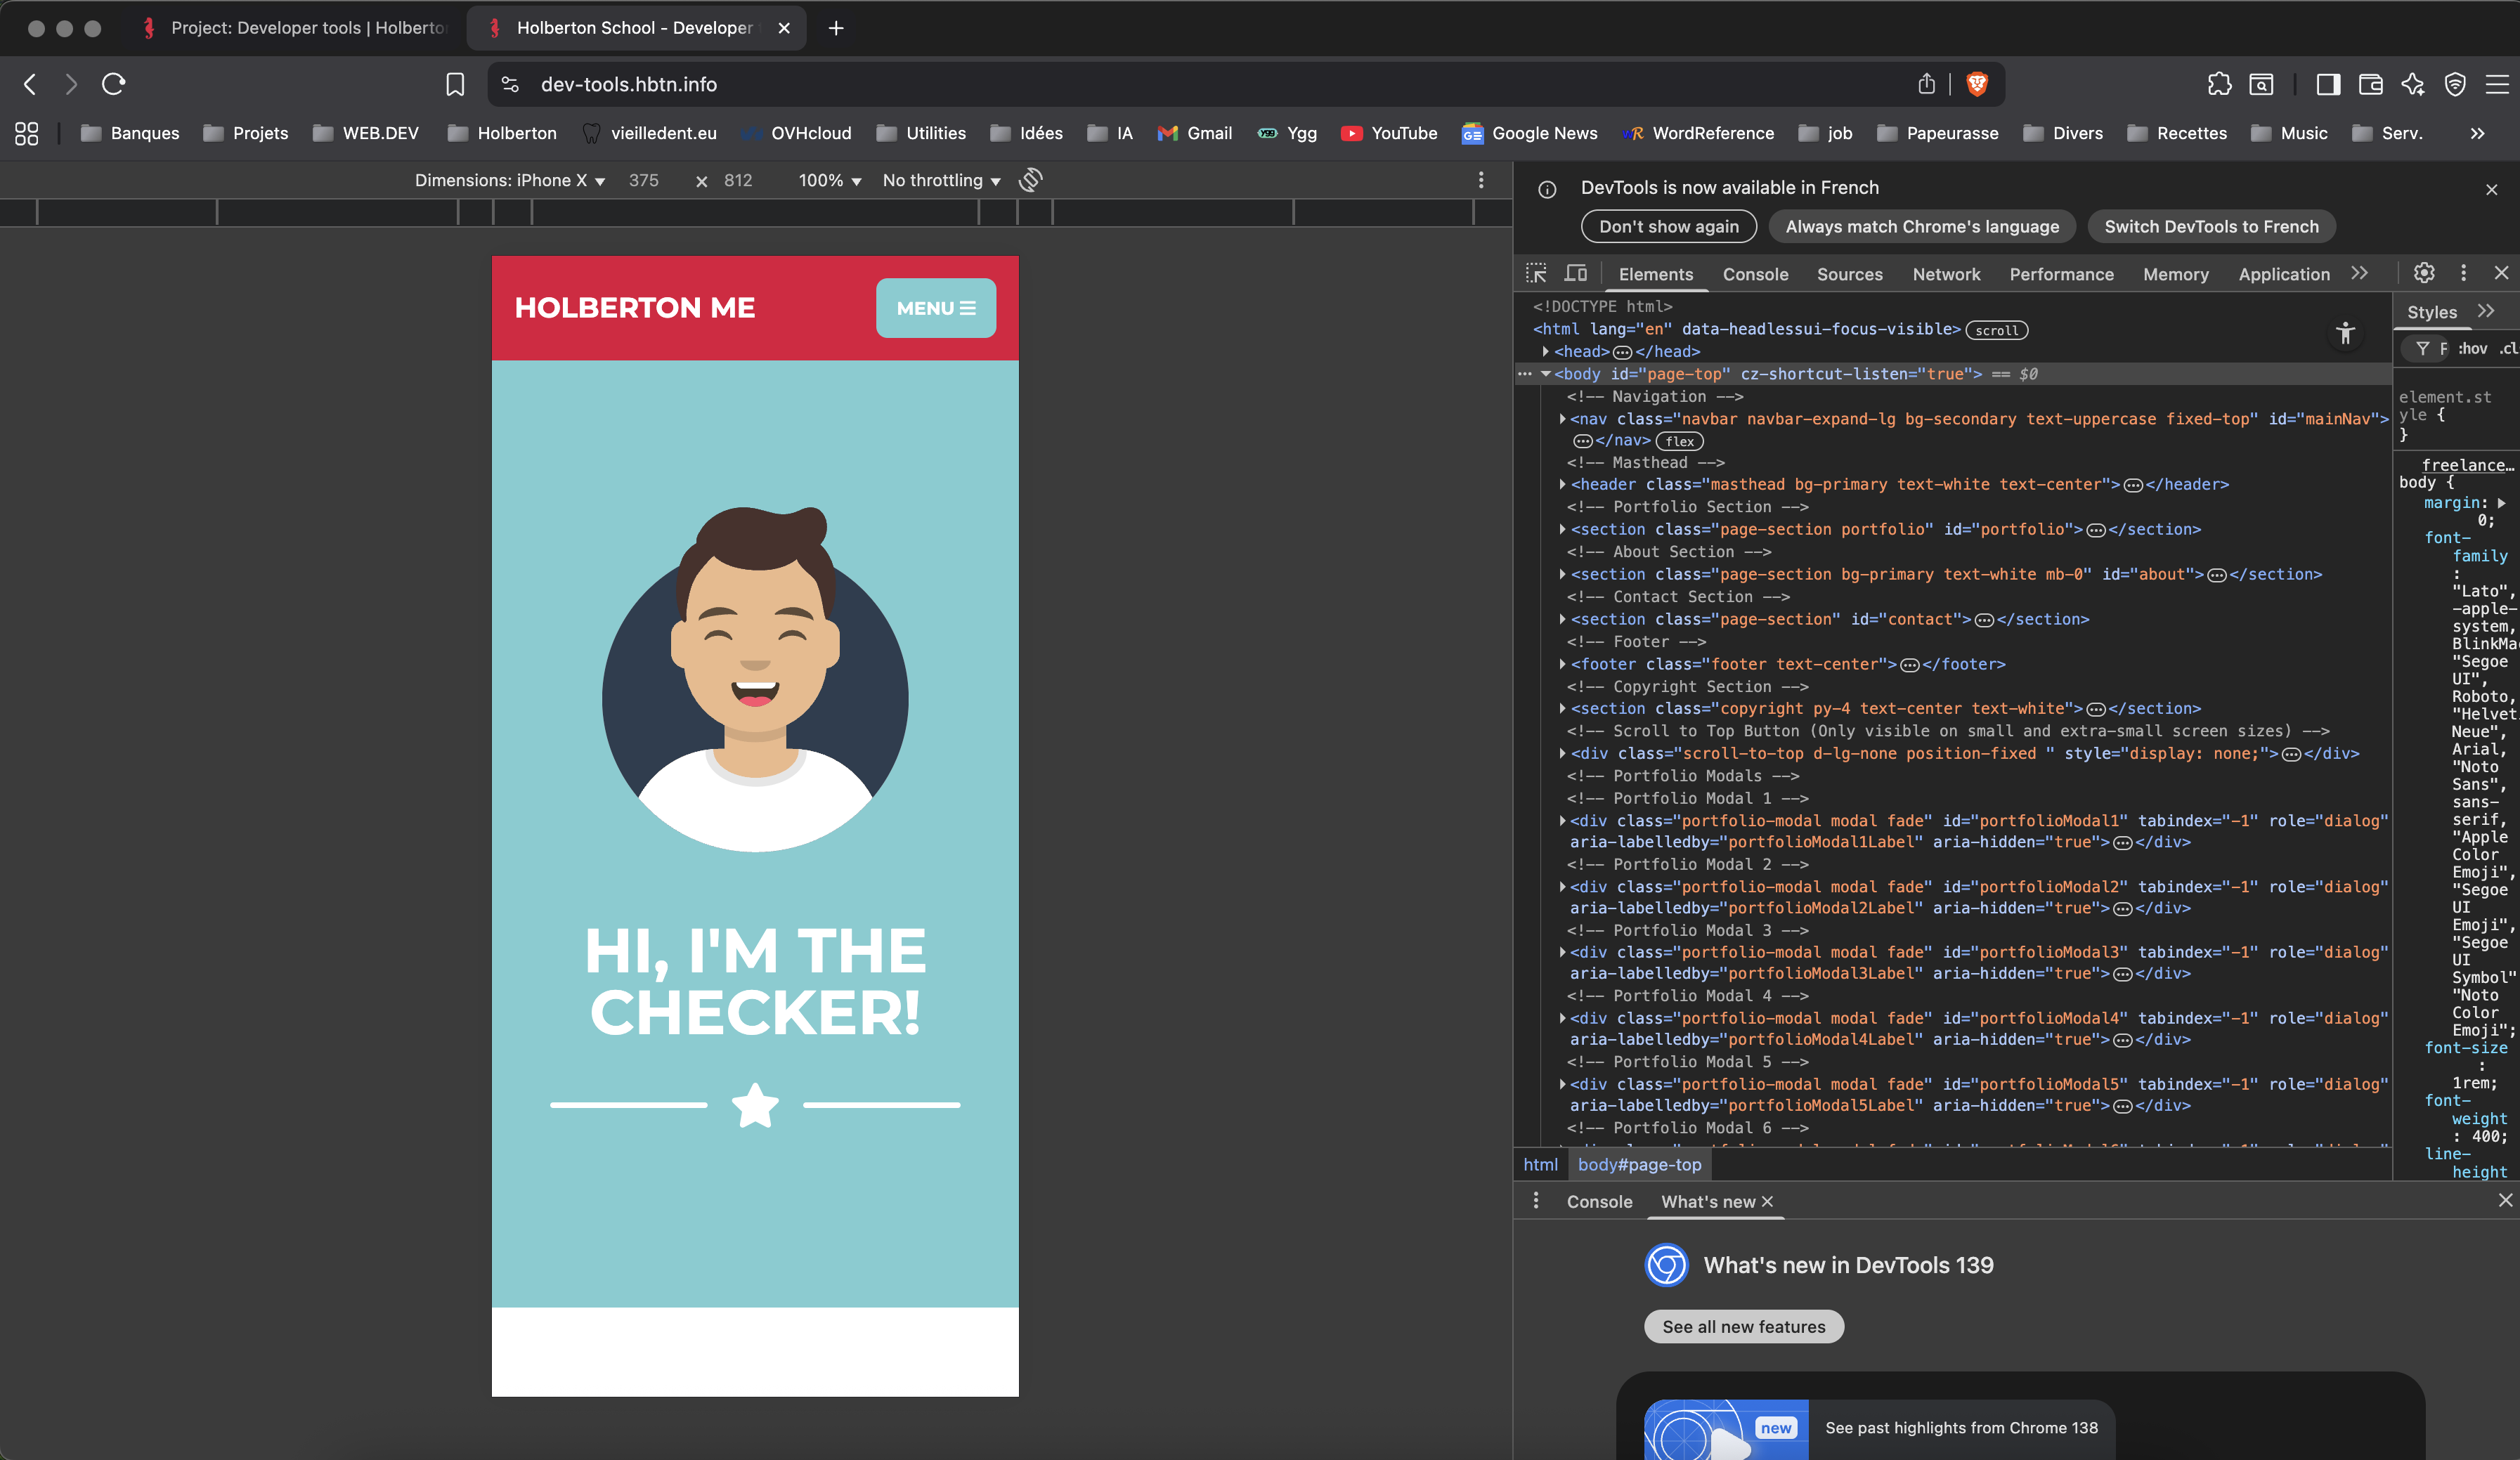 Project: Developer tools | Holberto
Holberton School - Developer
dev-tools.hbtn.info
Banques Projets WEB.DEV Holberton vieilledent.eu OVHcloud Utilities Idées IA Gmail Ygg YouTube Google News WordReference job Papeurasse Divers Recettes Music Serv.
Dimensions: iPhone X 375 x 812 100% No throttling
HOLBERTON ME
MENU
HI, I'M THE
CHECKER!
DevTools is now available in French
Don't show again Always match Chrome's language Switch DevTools to French
Elements Console Sources Network Performance Memory Application
<!DOCTYPE html>
<html lang="en" data-headlessui-focus-visible> scroll
<head> </head>
<body id="page-top" cz-shortcut-listen="true"> == $0
<!-- Navigation -->
<nav class="navbar navbar-expand-lg bg-secondary text-uppercase fixed-top" id="mainNav">
</nav> flex
<!-- Masthead -->
<header class="masthead bg-primary text-white text-center"> </header>
<!-- Portfolio Section -->
<section class="page-section portfolio" id="portfolio"> </section>
<!-- About Section -->
<section class="page-section bg-primary text-white mb-0" id="about"> </section>
<!-- Contact Section -->
<section class="page-section" id="contact"> </section>
<!-- Footer -->
<footer class="footer text-center"> </footer>
<!-- Copyright Section -->
<section class="copyright py-4 text-center text-white"> </section>
<!-- Scroll to Top Button (Only visible on small and extra-small screen sizes) -->
<div class="scroll-to-top d-lg-none position-fixed " style="display: none;"> </div>
<!-- Portfolio Modals -->
<!-- Portfolio Modal 1 -->
<div class="portfolio-modal modal fade" id="portfolioModal1" tabindex="-1" role="dialog"
aria-labelledby="portfolioModal1Label" aria-hidden="true"> </div>
<!-- Portfolio Modal 2 -->
<div class="portfolio-modal modal fade" id="portfolioModal2" tabindex="-1" role="dialog"
aria-labelledby="portfolioModal2Label" aria-hidden="true"> </div>
<!-- Portfolio Modal 3 -->
<div class="portfolio-modal modal fade" id="portfolioModal3" tabindex="-1" role="dialog"
aria-labelledby="portfolioModal3Label" aria-hidden="true"> </div>
<!-- Portfolio Modal 4 -->
<div class="portfolio-modal modal fade" id="portfolioModal4" tabindex="-1" role="dialog"
aria-labelledby="portfolioModal4Label" aria-hidden="true"> </div>
<!-- Portfolio Modal 5 -->
<div class="portfolio-modal modal fade" id="portfolioModal5" tabindex="-1" role="dialog"
aria-labelledby="portfolioModal5Label" aria-hidden="true"> </div>
<!-- Portfolio Modal 6 -->
html body#page-top
Styles
F :hov .cl
element.st
yle {
}
freelance…
body {
margin:
0;
font-
family
:
"Lato",
-apple-
system,
BlinkMa
"Segoe
UI",
Roboto,
"Helvet
Neue",
Arial,
"Noto
Sans",
sans-
serif,
"Apple
Color
Emoji",
"Segoe
UI
Emoji",
"Segoe
UI
Symbol"
"Noto
Color
Emoji";
font-size
:
1rem;
font-
weight
: 400;
line-
height
Console What's new
What's new in DevTools 139
See all new features
new
See past highlights from Chrome 138